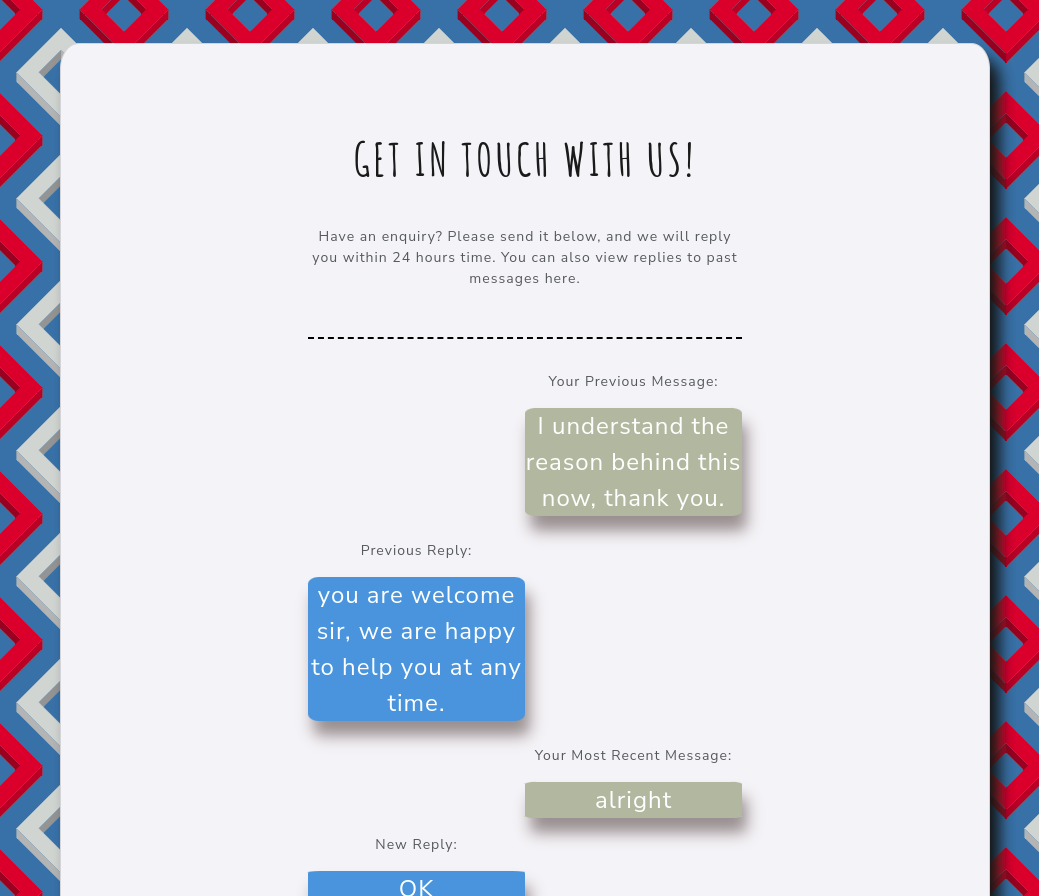 GET IN TOUCH WITH US!
Have an enquiry? Please send it below, and we will reply
you within 24 hours time. You can also view replies to past
messages here.
Your Previous Message:
I understand the
reason behind this
now, thank you.
Previous Reply:
you are welcome
sir, we are happy
to help you at any
time.
Your Most Recent Message:
alright
New Reply:
OK